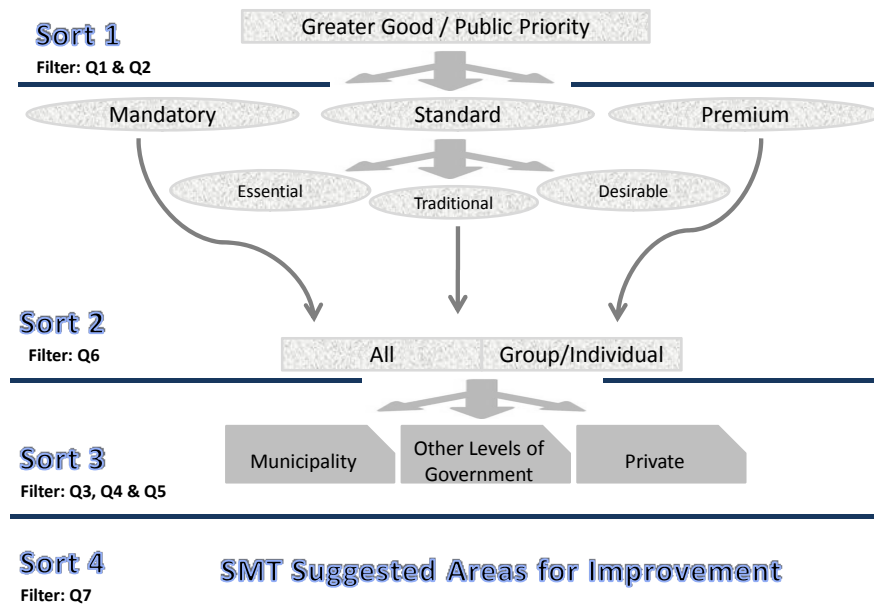 Sort 1
Filter: Q1 & Q2
Greater Good / Public Priority
Mandatory
Standard
Premium
Essential
Traditional
Desirable
Sort 2
Filter: Q6
All
Group/Individual
Sort 3
Filter: Q3, Q4 & Q5
Municipality
Other Levels of
Government
Private
Sort 4
Filter: Q7
SMT Suggested Areas for Improvement